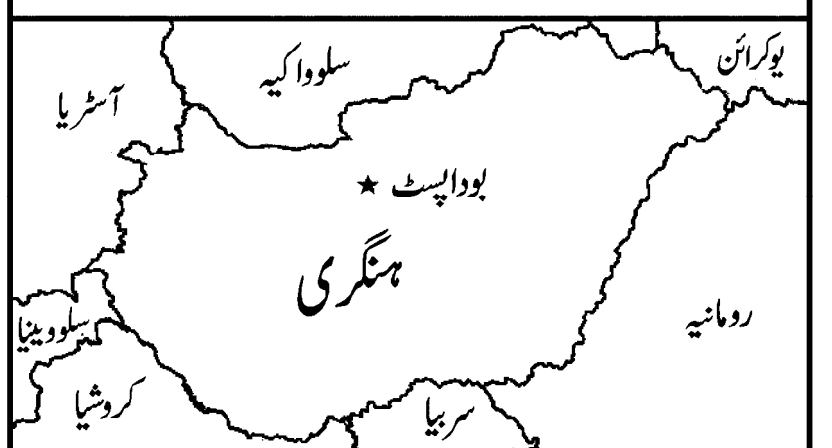 یوکرائن
سلوواکیہ
آسٹریا
بوداپسٹ
ہنگری
رومانیہ
سلووینیا
کروشیا
سربیا